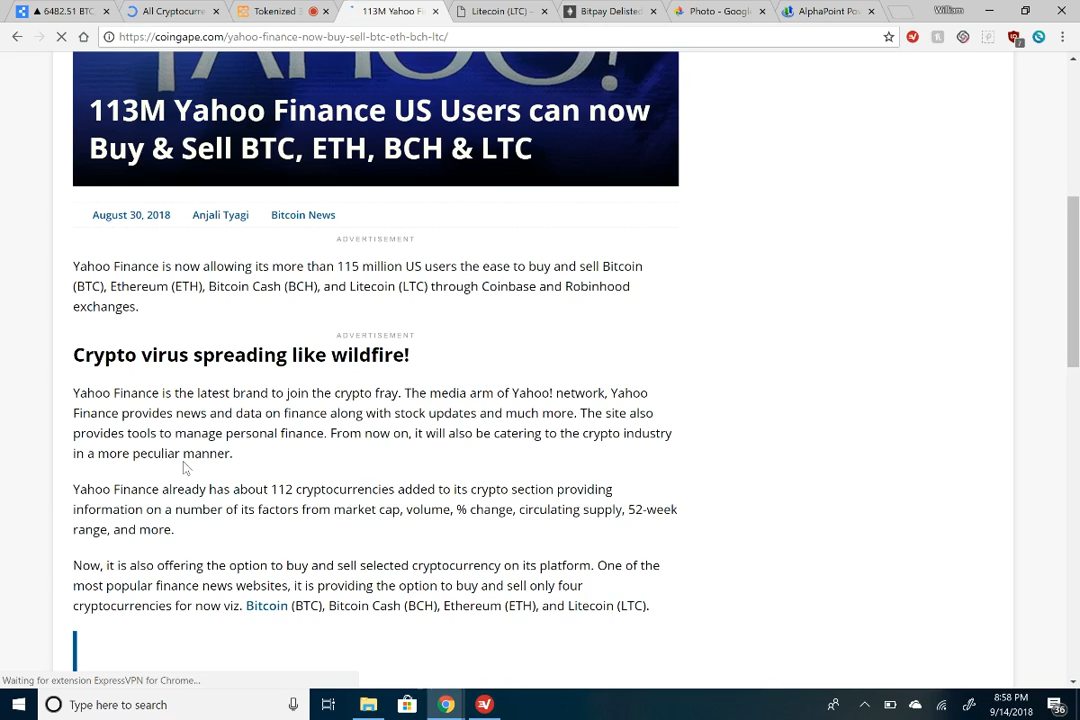 6482.51 BTC
All Cryptocurr
Tokenized
113M Yahoo F
Litecoin (LTC) -
Bitpay Delisted
Photo - Google
AlphaPoint Po
William
https://coingape.com/yahoo-finance-now-buy-sell-btc-eth-bch-ltc/
YAHOO!
113M Yahoo Finance US Users can now
Buy & Sell BTC, ETH, BCH & LTC
August 30, 2018 Anjali Tyagi Bitcoin News
ADVERTISEMENT
Yahoo Finance is now allowing its more than 115 million US users the ease to buy and sell Bitcoin
(BTC), Ethereum (ETH), Bitcoin Cash (BCH), and Litecoin (LTC) through Coinbase and Robinhood
exchanges.
ADVERTISEMENT
Crypto virus spreading like wildfire!
Yahoo Finance is the latest brand to join the crypto fray. The media arm of Yahoo! network, Yahoo
Finance provides news and data on finance along with stock updates and much more. The site also
provides tools to manage personal finance. From now on, it will also be catering to the crypto industry
in a more peculiar manner.
Yahoo Finance already has about 112 cryptocurrencies added to its crypto section providing
information on a number of its factors from market cap, volume, % change, circulating supply, 52-week
range, and more.
Now, it is also offering the option to buy and sell selected cryptocurrency on its platform. One of the
most popular finance news websites, it is providing the option to buy and sell only four
cryptocurrencies for now viz. Bitcoin (BTC), Bitcoin Cash (BCH), Ethereum (ETH), and Litecoin (LTC).
Waiting for extension ExpressVPN for Chrome...
Type here to search
8:58 PM
9/14/2018
36